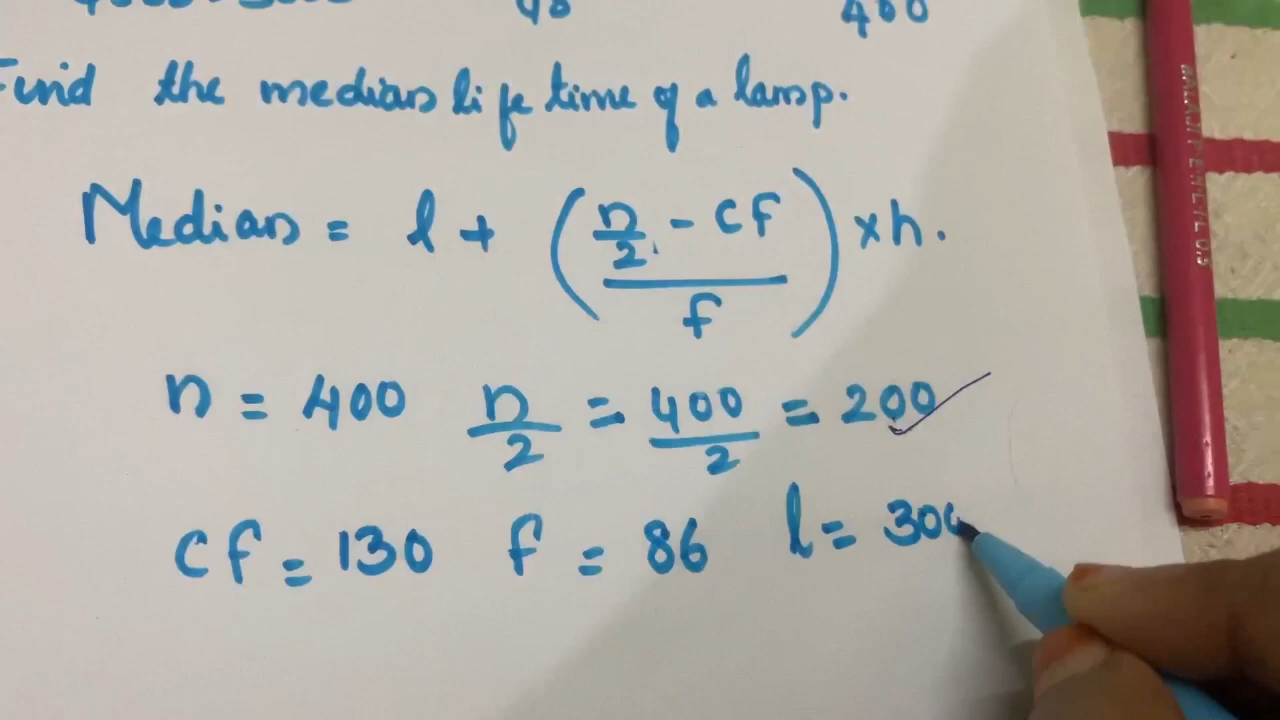 400
Find the median life time of a lamp.
Median = l + ( n/2 - cf / f ) × h.
n = 400 n/2 = 400/2 = 200
cf = 130 f = 86 l = 300